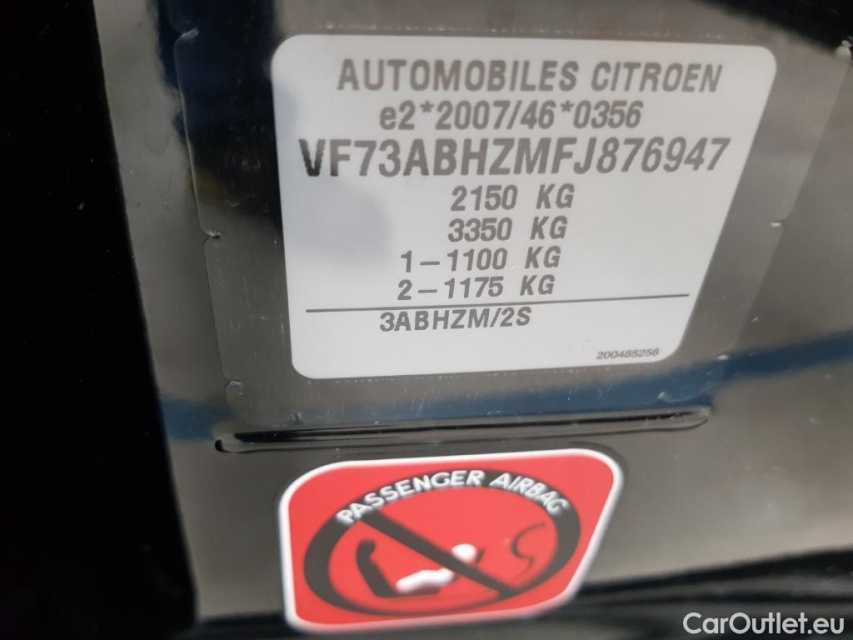 AUTOMOBILES CITROEN
e2*2007/46*0356
VF73ABHZMFJ876947
2150 KG
3350 KG
1-1100 KG
2-1175 KG
3ABHZM/2S
200485256
PASSENGER AIRBAG
CarOutlet.eu